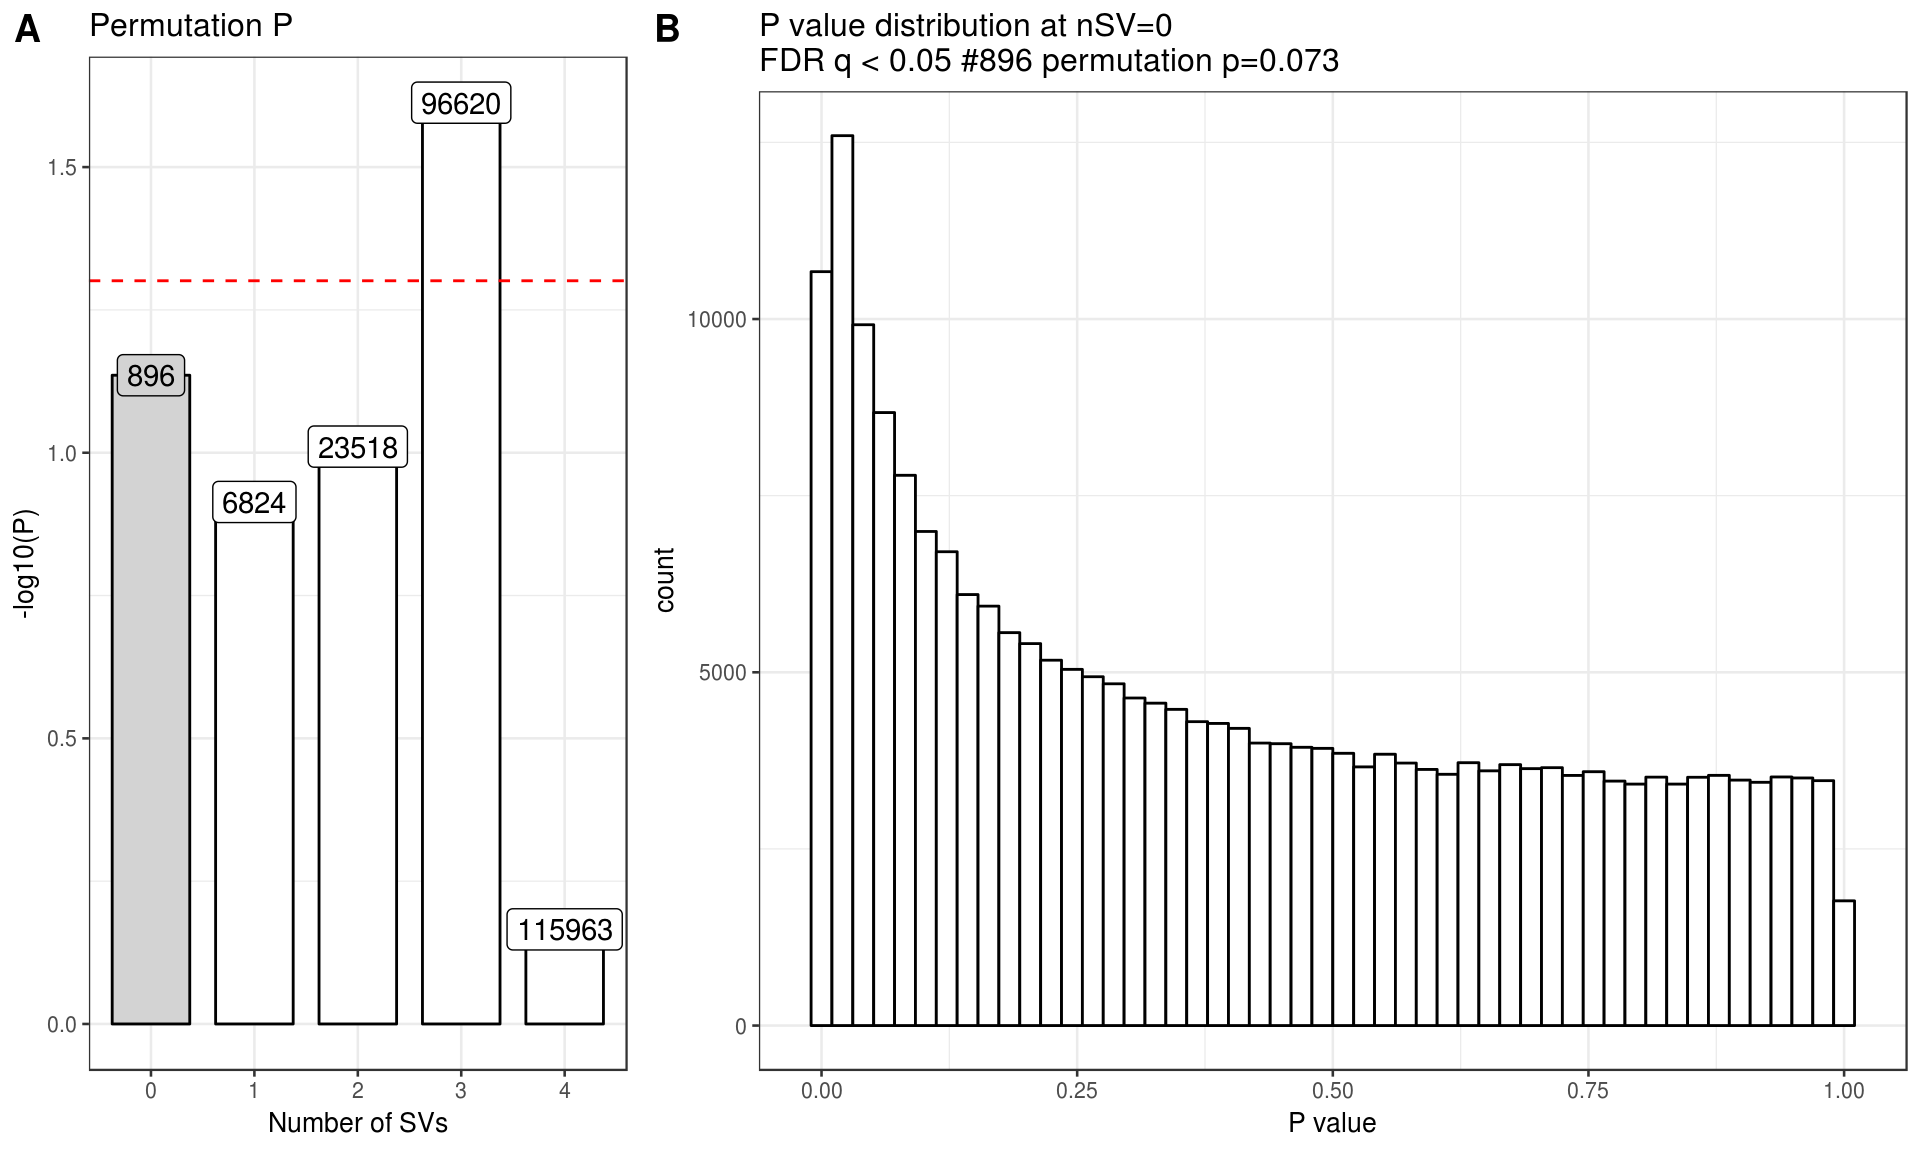 A
Permutation P
-log10(P)
1.5
1.0
0.5
0.0
896
6824
23518
96620
115963
0
1
2
3
4
Number of SVs
B
P value distribution at nSV=0
FDR q < 0.05 #896 permutation p=0.073
count
10000
5000
0
0.00
0.25
0.50
0.75
1.00
P value